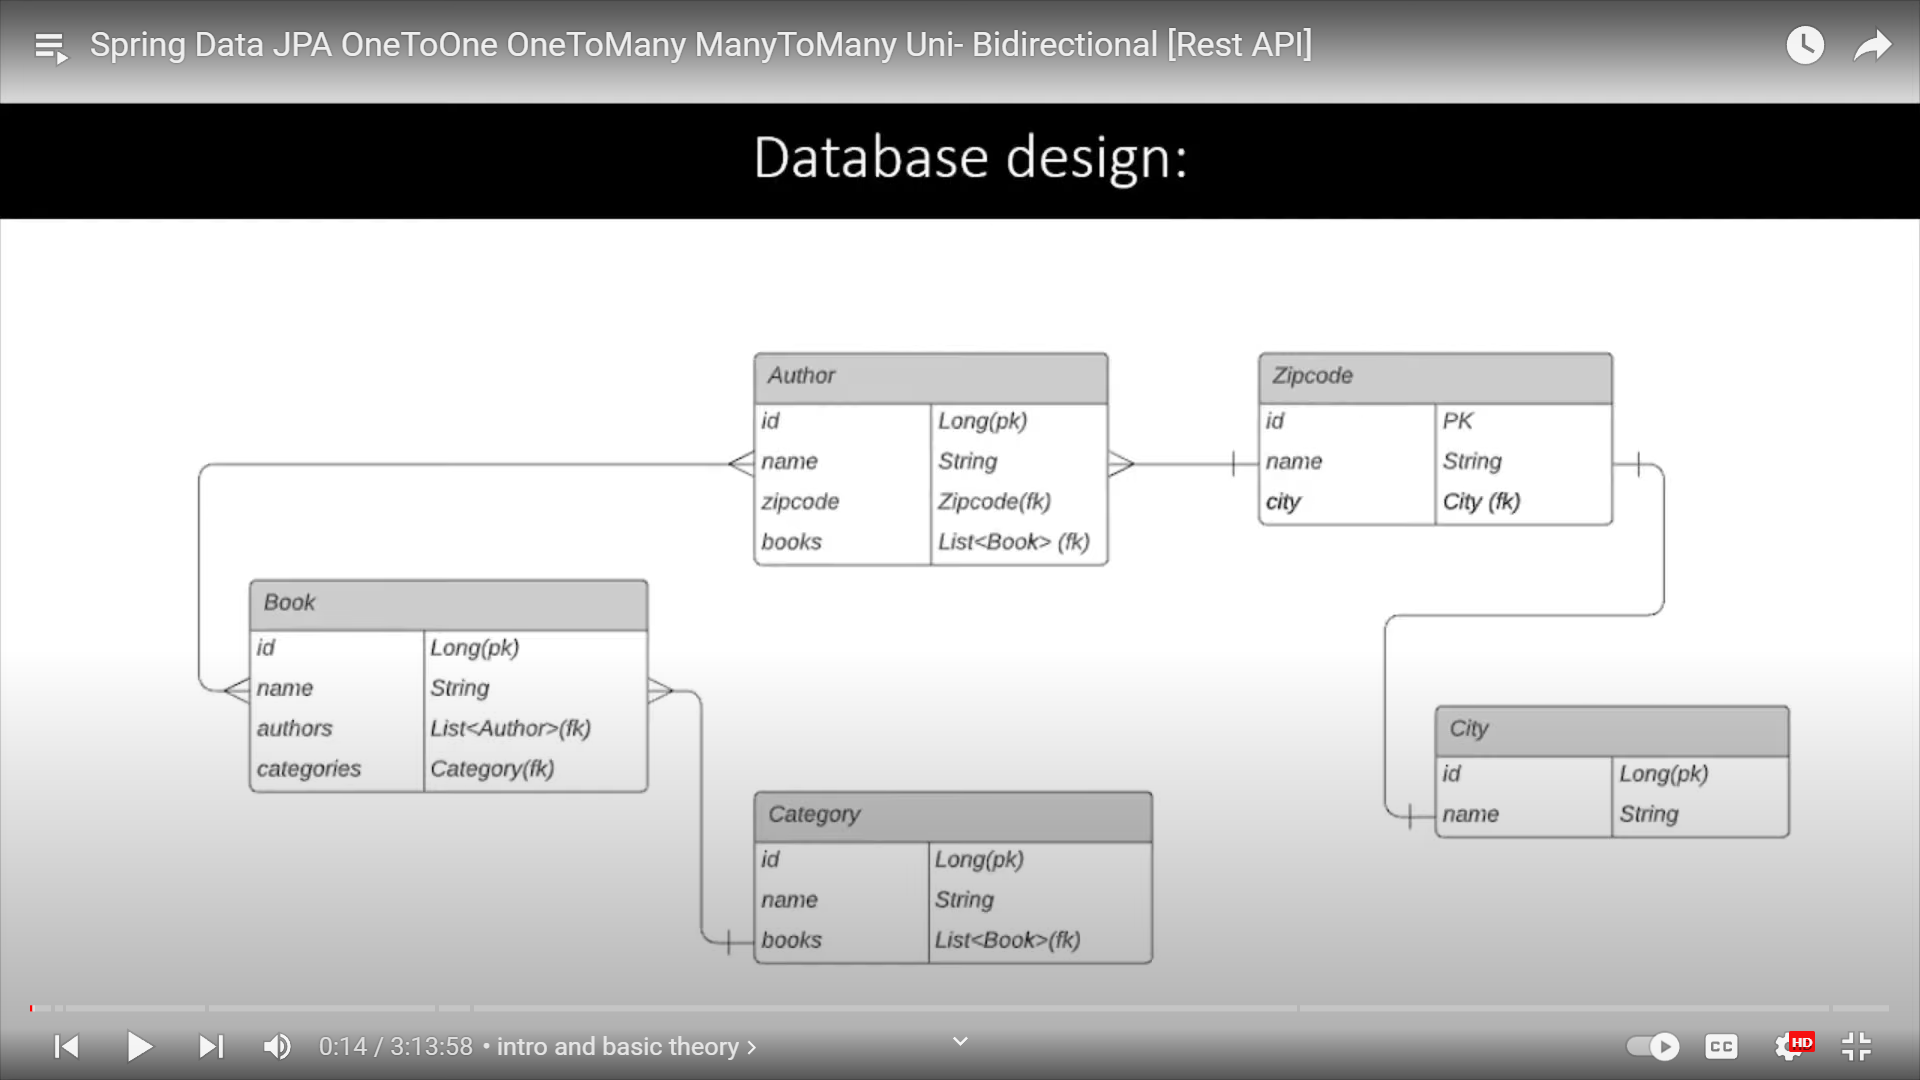 Spring Data JPA OneToOne OneToMany ManyToMany Uni- Bidirectional [Rest API]
Database design:
Author
id Long(pk)
name String
zipcode Zipcode(fk)
books List<Book> (fk)
Zipcode
id PK
name String
city City (fk)
Book
id Long(pk)
name String
authors List<Author>(fk)
categories Category(fk)
City
id Long(pk)
name String
Category
id Long(pk)
name String
books List<Book>(fk)
0:14 / 3:13:58 • intro and basic theory
CC
HD